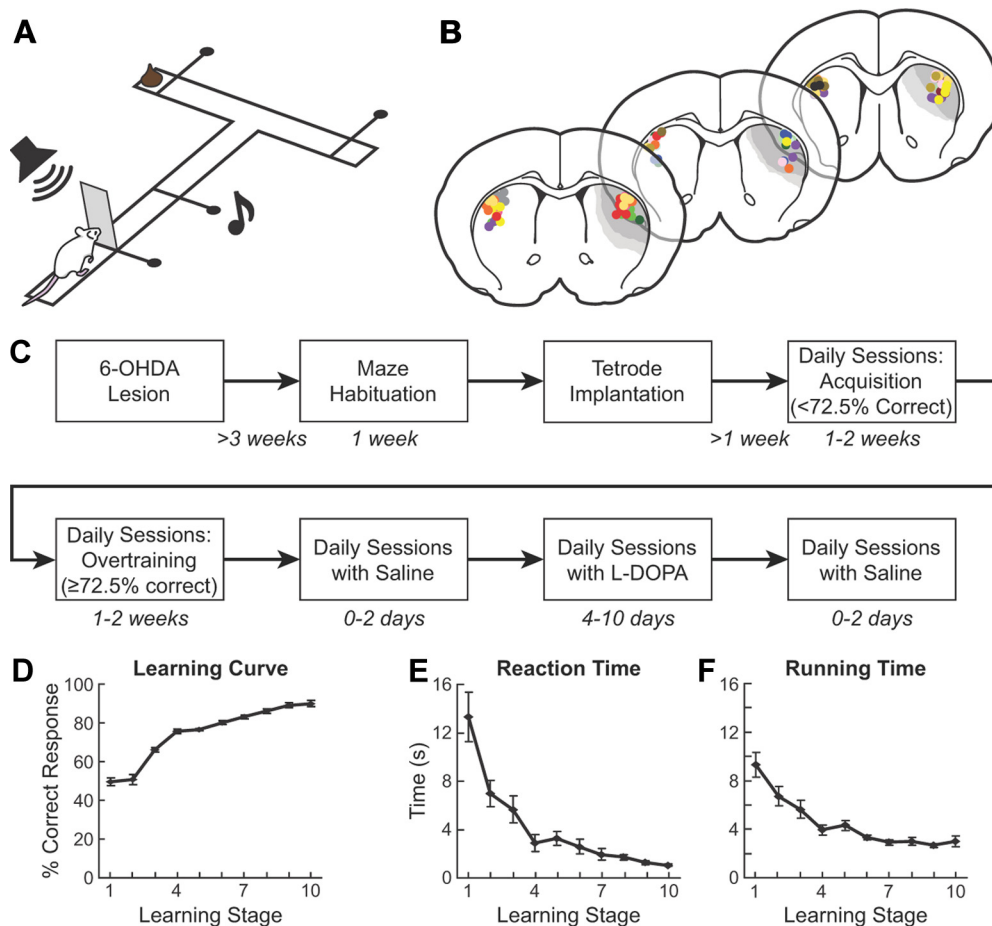 A
B
C
6-OHDA
Lesion
>3 weeks
Maze
Habituation
1 week
Tetrode
Implantation
>1 week
Daily Sessions:
Acquisition
(<72.5% Correct)
1-2 weeks
Daily Sessions:
Overtraining
(≥72.5% correct)
1-2 weeks
Daily Sessions
with Saline
0-2 days
Daily Sessions
with L-DOPA
4-10 days
Daily Sessions
with Saline
0-2 days
D
Learning Curve
% Correct Response
100
80
60
40
20
0
1 4 7 10
Learning Stage
E
Reaction Time
Time (s)
16
12
8
4
0
1 4 7 10
Learning Stage
F
Running Time
16
12
8
4
0
1 4 7 10
Learning Stage